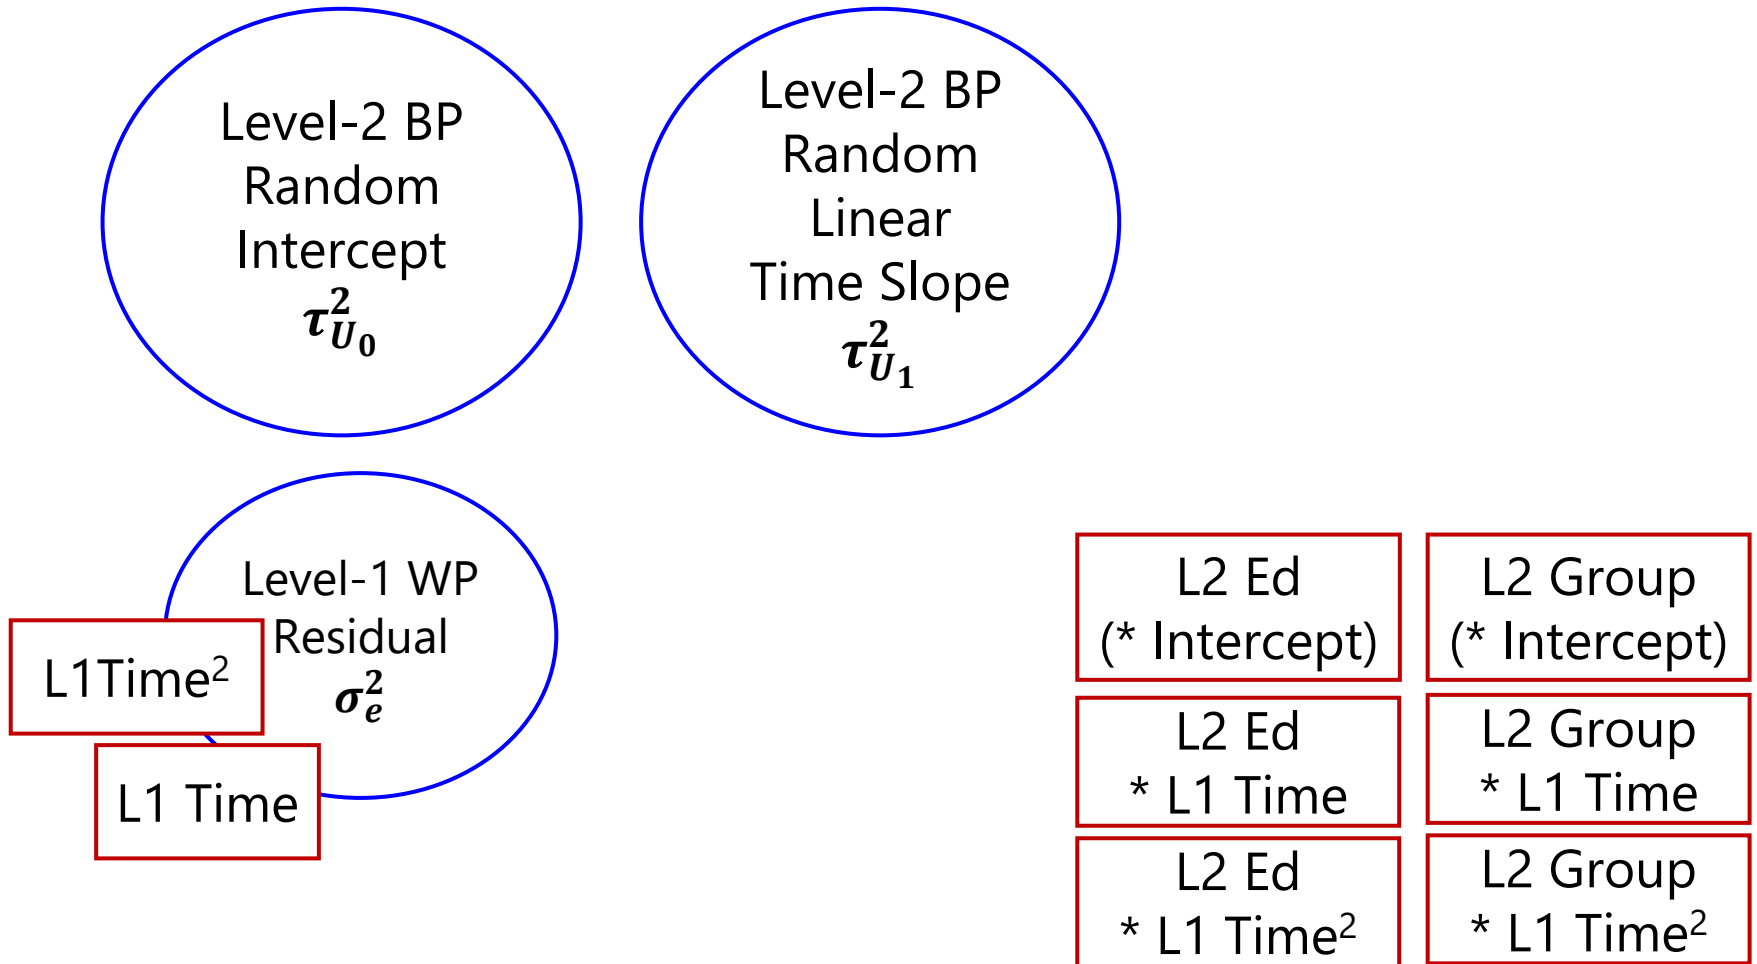 Level-2 BP
Random
Intercept
τ²U₀
Level-2 BP
Random
Linear
Time Slope
τ²U₁
Level-1 WP
Residual
σ²e
L1Time²
L1 Time
L2 Ed
(* Intercept)
L2 Group
(* Intercept)
L2 Ed
* L1 Time
L2 Group
* L1 Time
L2 Ed
* L1 Time²
L2 Group
* L1 Time²